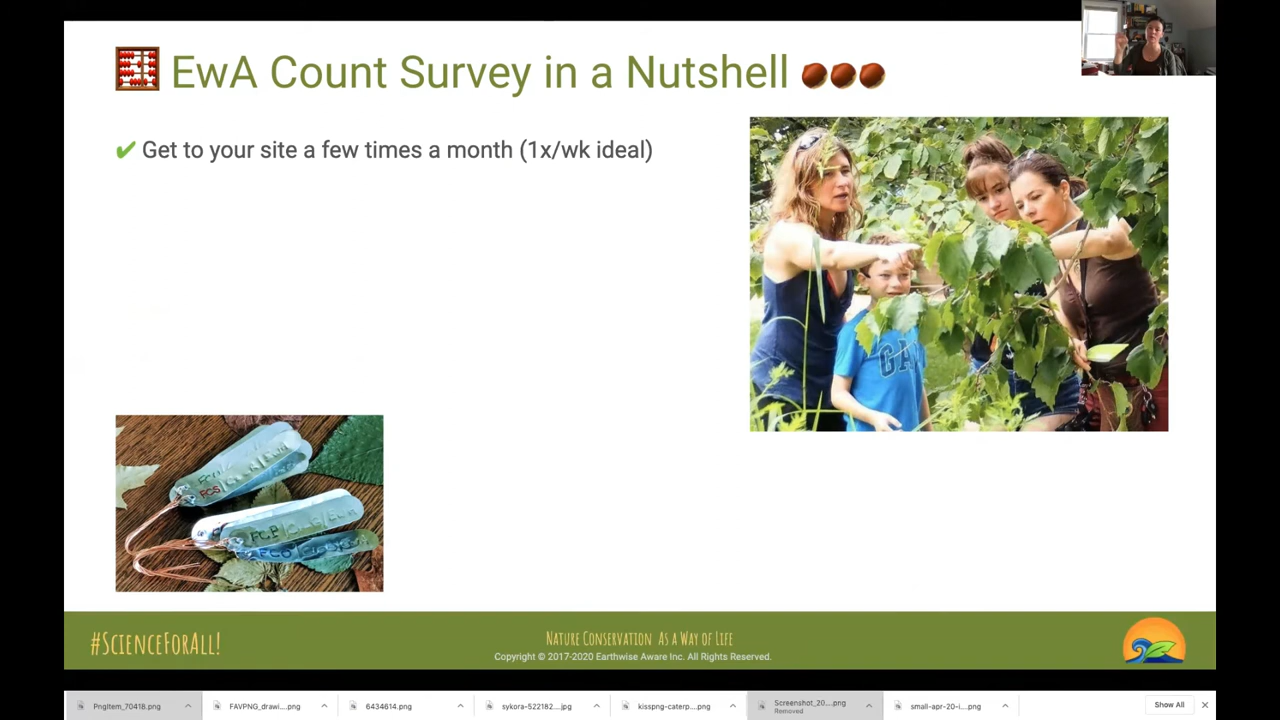 EwA Count Survey in a Nutshell
✔ Get to your site a few times a month (1x/wk ideal)
GAP
#ScienceForAll!
Nature Conservation As a Way of Life
Copyright © 2017-2020 Earthwise Aware Inc. All Rights Reserved.
PngItem_70418.png
FAVPNG_drawi....png
6434614.png
sykora-522182....jpg
kisspng-caterp....png
Screenshot_20....png
Removed
small-apr-20-i....png
Show All